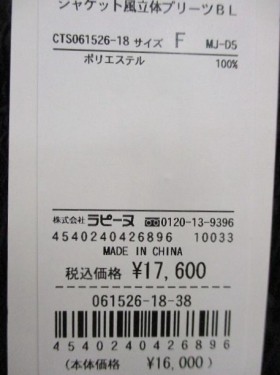 ジャケット風立体プリーツBL
CTS061526-18 サイズ F MJ-D5
ポリエステル 100%
株式会社 ラピーヌ 0120-13-9396
4540240426896 10033
MADE IN CHINA
税込価格 ¥17,600
061526-18-38
4540240426896
(本体価格 ¥16,000)